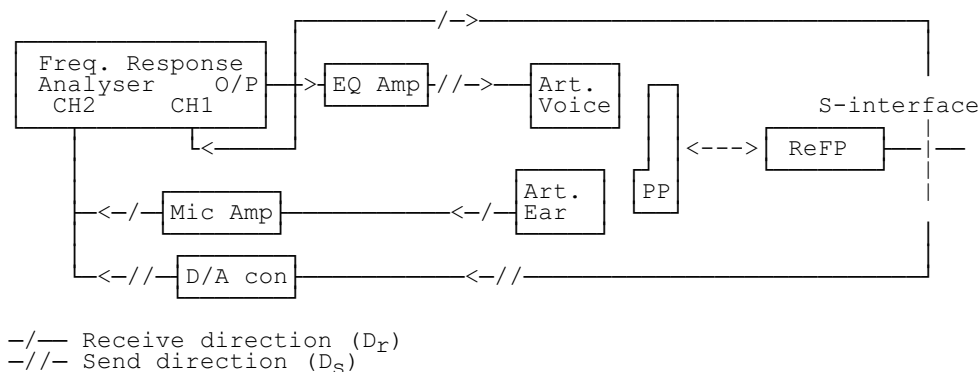 Freq. Response
Analyser O/P
CH2 CH1
EQ Amp
Art.
Voice
S-interface
ReFP
PP
Mic Amp
Art.
Ear
D/A con
—/—— Receive direction (Dr)
—//— Send direction (Ds)